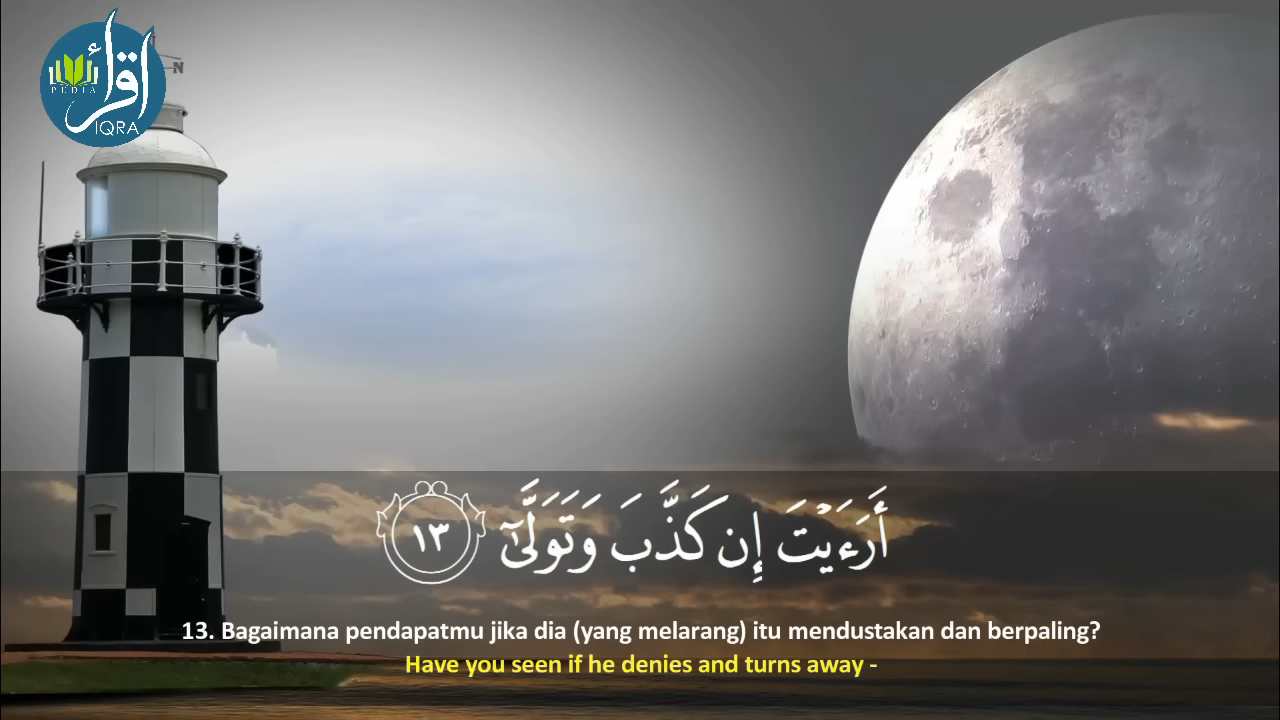 اقرأ
PEDIA
IQRA
N
أَرَءَيْتَ إِن كَذَّبَ وَتَوَلَّىٰٓ ١٣
13. Bagaimana pendapatmu jika dia (yang melarang) itu mendustakan dan berpaling?
Have you seen if he denies and turns away -